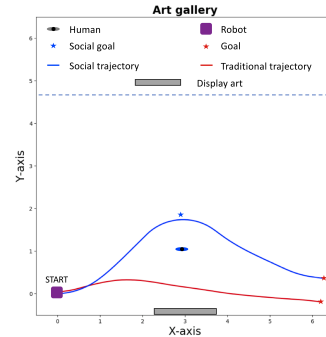 Art gallery
Human
Robot
Social goal
Goal
Social trajectory
Traditional trajectory
Display art
START
Y-axis
6
5
4
3
2
1
0
0
1
2
3
4
5
6
X-axis